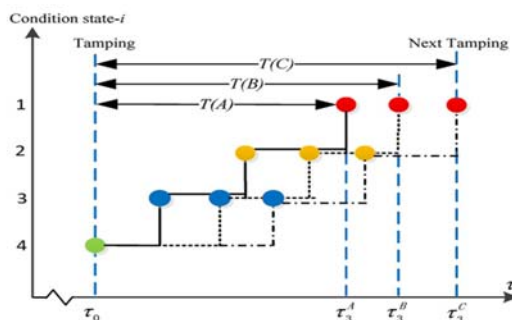 Condition state-i
Tamping
Next Tamping
T(C)
T(B)
T(A)
1
2
3
4
τ
τ₀
τ₃ᴬ
τ₃ᴮ
τ₃ᶜ